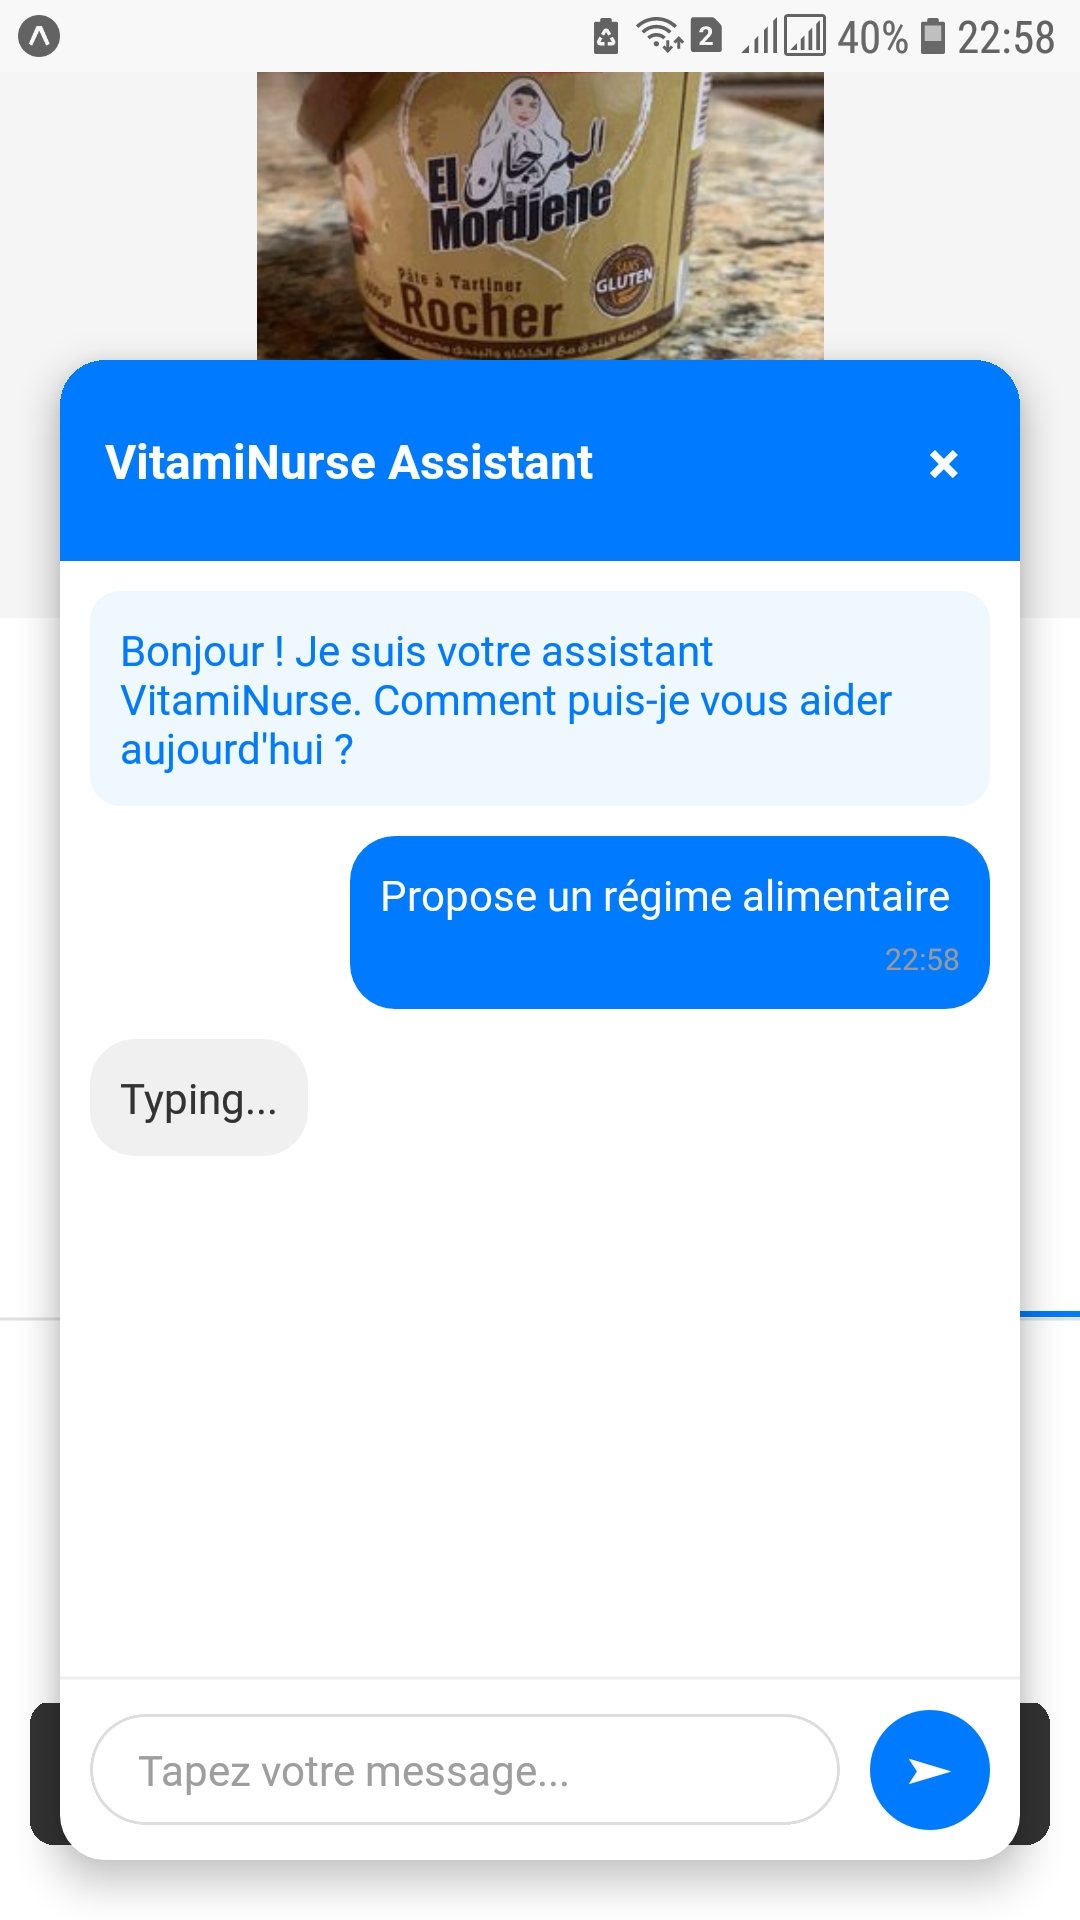 2 40% 22:58
المرجان
El
Mordjene
Pâte à Tartiner
Rocher
SANS
GLUTEN
VitamiNurse Assistant ×
Bonjour ! Je suis votre assistant
VitamiNurse. Comment puis-je vous aider
aujourd'hui ?
Propose un régime alimentaire
22:58
Typing...
Tapez votre message...